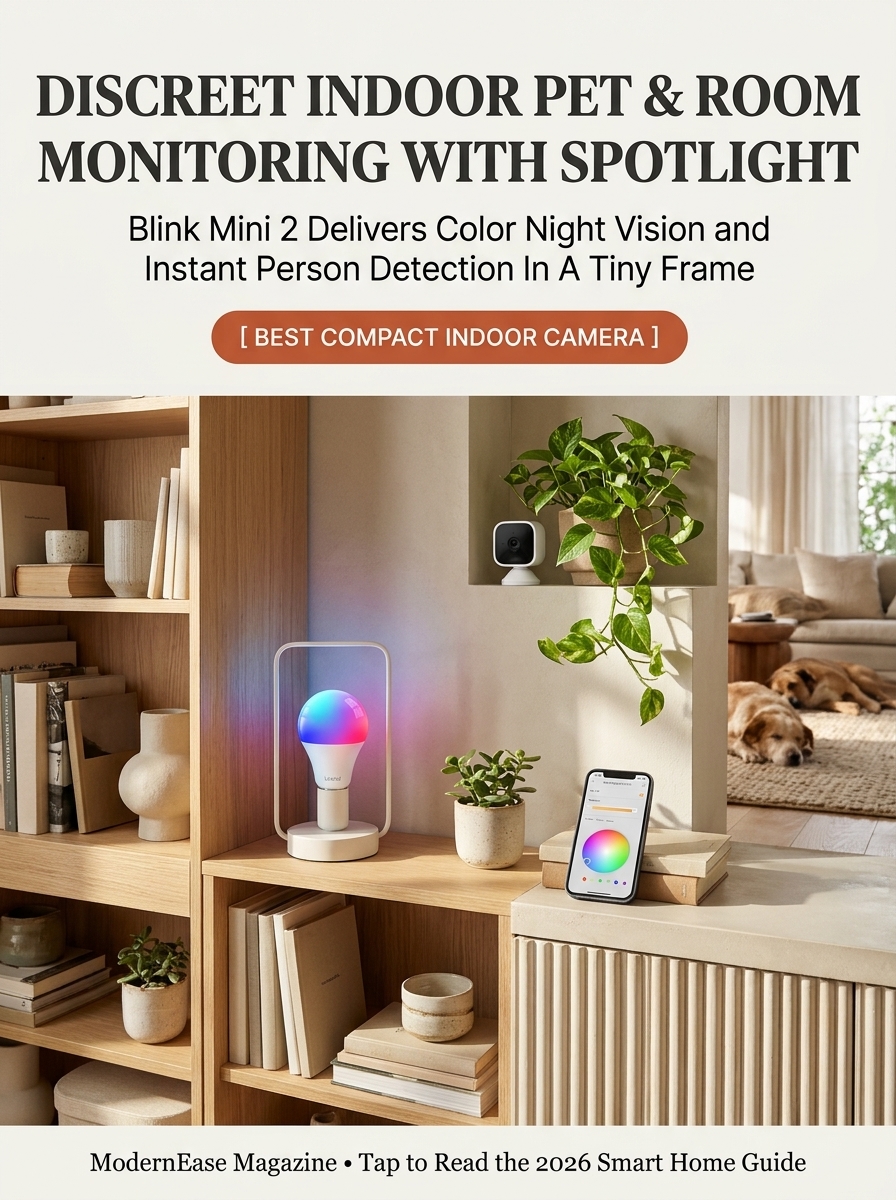 DISCREET INDOOR PET & ROOM
MONITORING WITH SPOTLIGHT
Blink Mini 2 Delivers Color Night Vision and
Instant Person Detection In A Tiny Frame
[ BEST COMPACT INDOOR CAMERA ]
ModernEase Magazine • Tap to Read the 2026 Smart Home Guide